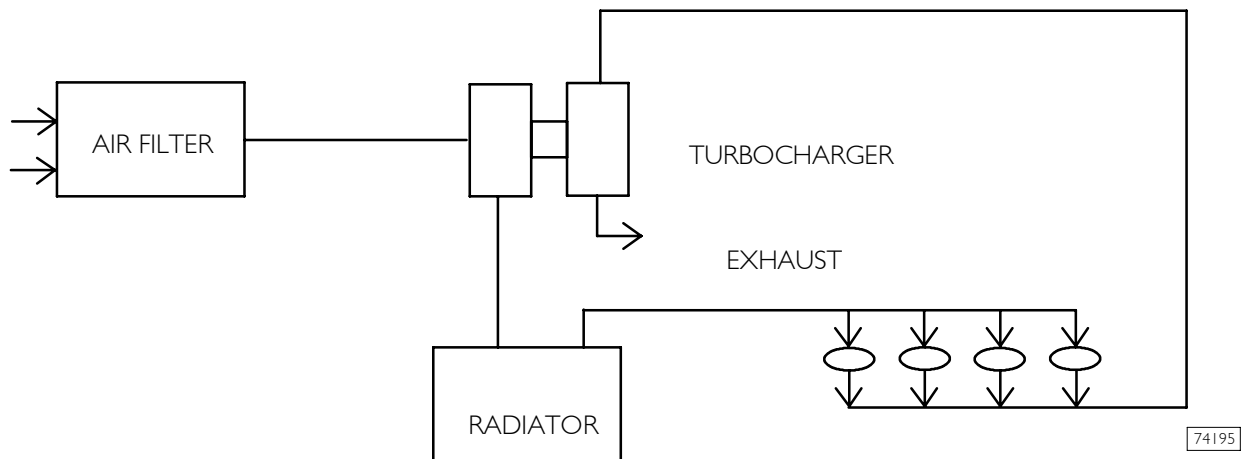 AIR FILTER
TURBOCHARGER
EXHAUST
RADIATOR
74195